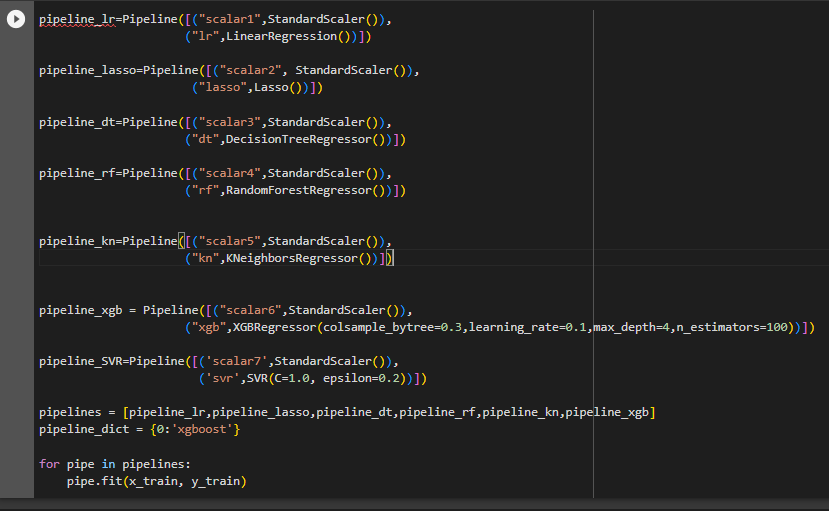 pipeline_lr=Pipeline([("scalar1",StandardScaler()),
                     ("lr",LinearRegression())])

pipeline_lasso=Pipeline([("scalar2", StandardScaler()),
                      ("lasso",Lasso())])

pipeline_dt=Pipeline([("scalar3",StandardScaler()),
                     ("dt",DecisionTreeRegressor())])

pipeline_rf=Pipeline([("scalar4",StandardScaler()),
                     ("rf",RandomForestRegressor())])


pipeline_kn=Pipeline([("scalar5",StandardScaler()),
                     ("kn",KNeighborsRegressor())])


pipeline_xgb = Pipeline([("scalar6",StandardScaler()),
                     ("xgb",XGBRegressor(colsample_bytree=0.3,learning_rate=0.1,max_depth=4,n_estimators=100))])

pipeline_SVR=Pipeline([('scalar7',StandardScaler()),
                       ('svr',SVR(C=1.0, epsilon=0.2))])

pipelines = [pipeline_lr,pipeline_lasso,pipeline_dt,pipeline_rf,pipeline_kn,pipeline_xgb]
pipeline_dict = {0:'xgboost'}

for pipe in pipelines:
    pipe.fit(x_train, y_train)